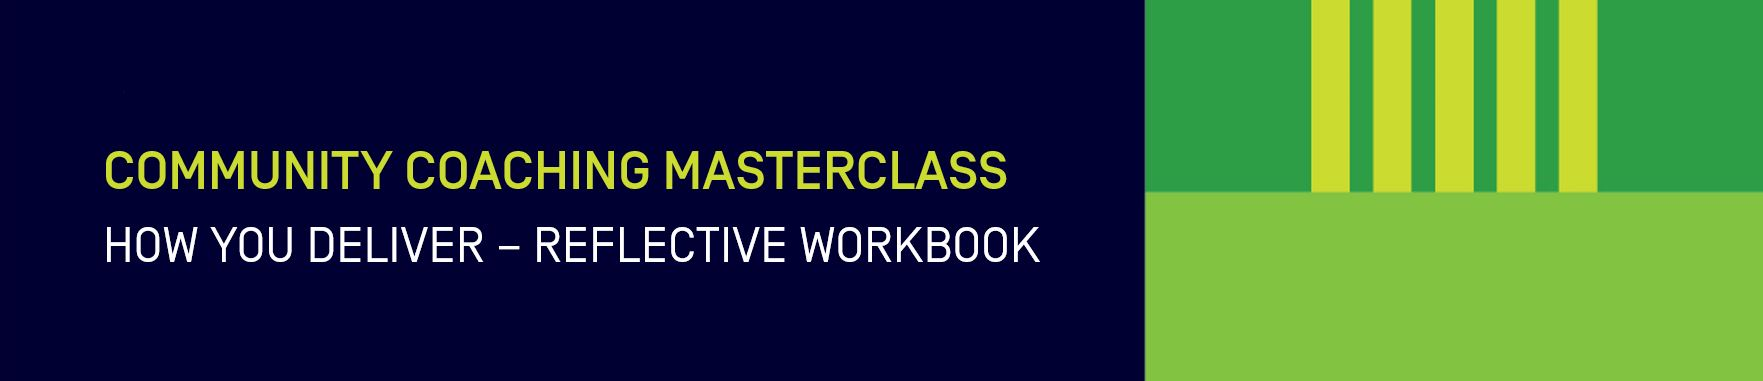 COMMUNITY COACHING MASTERCLASS
HOW YOU DELIVER – REFLECTIVE WORKBOOK